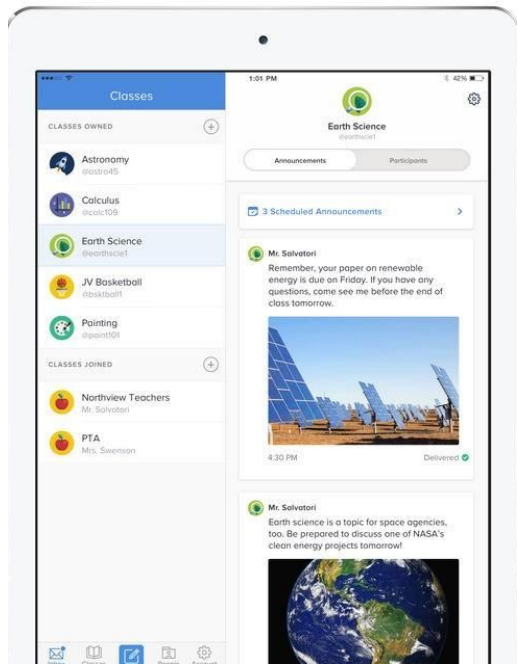 1:01 PM
42%
Classes
CLASSES OWNED
Astronomy
@astro45
Calculus
@calc109
Earth Science
@earthscie1
JV Basketball
@bsktball1
Painting
@paint101
CLASSES JOINED
Northview Teachers
Mr. Salvatori
PTA
Mrs. Swenson
Inbox
Classes
People
Account
Earth Science
@earthscie1
Announcements
Participants
3 Scheduled Announcements
Mr. Salvatori
Remember, your paper on renewable
energy is due on Friday. If you have any
questions, come see me before the end of
class tomorrow.
4:30 PM
Delivered
Mr. Salvatori
Earth science is a topic for space agencies,
too. Be prepared to discuss one of NASA's
clean energy projects tomorrow!